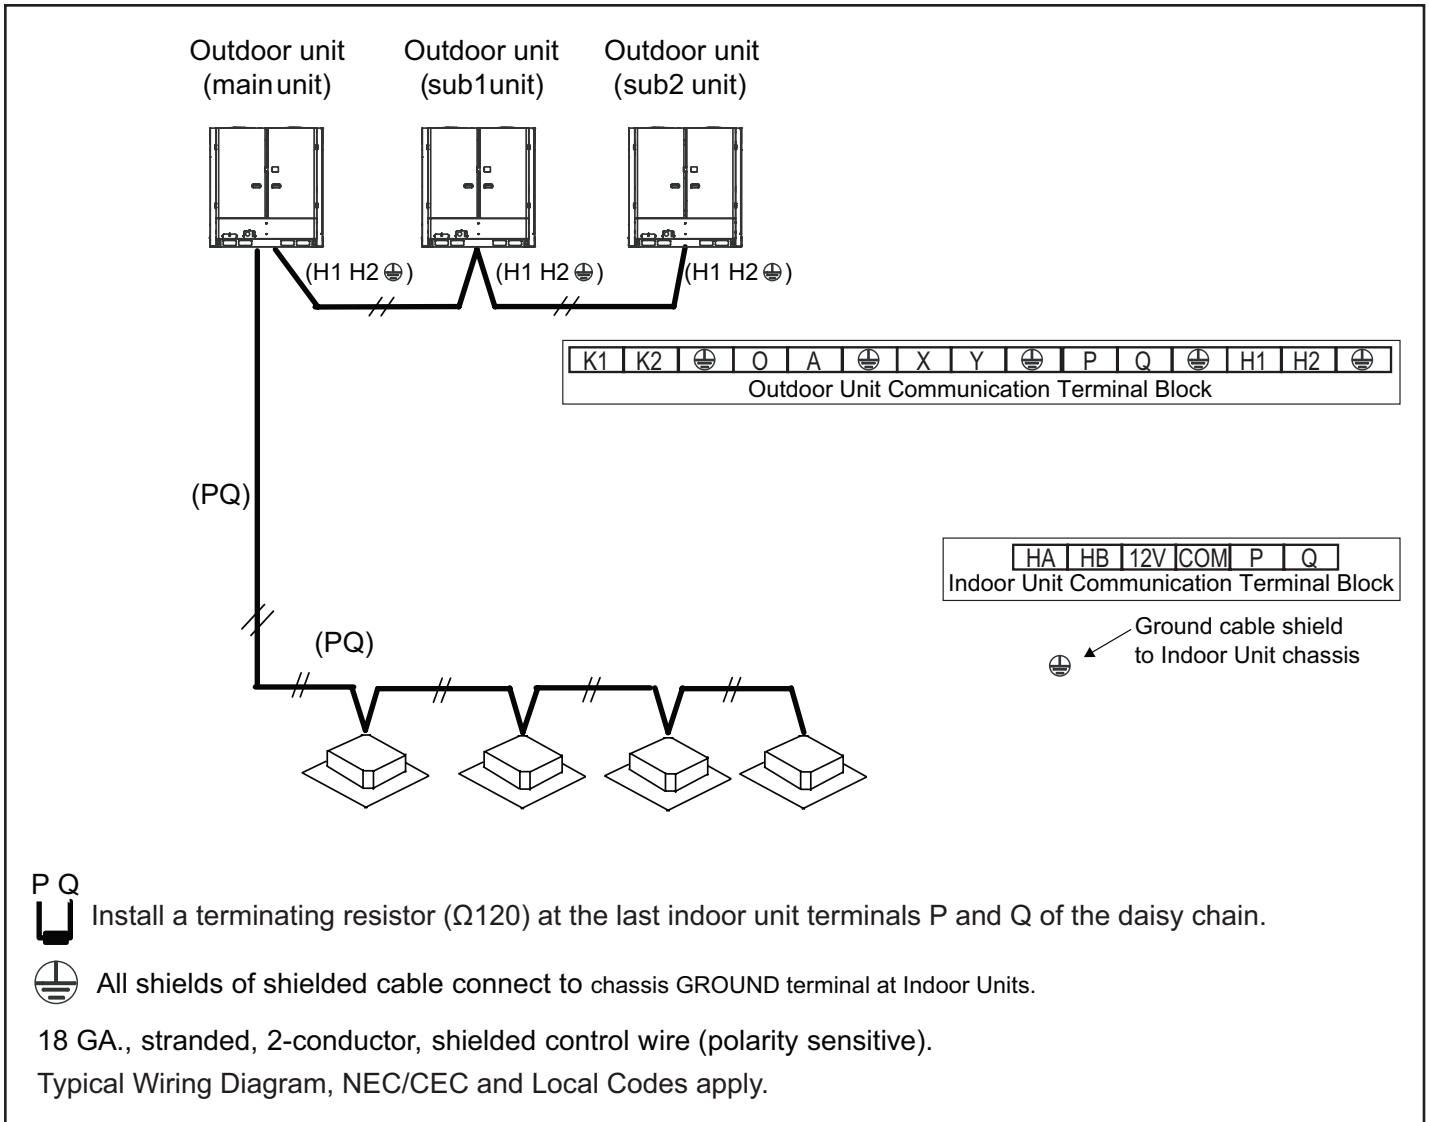 Outdoor unit
(main unit)
Outdoor unit
(sub1unit)
Outdoor unit
(sub2 unit)
(H1 H2 ⏚)
(H1 H2 ⏚)
(H1 H2 ⏚)
K1 K2 ⏚ O A ⏚ X Y ⏚ P Q ⏚ H1 H2 ⏚
Outdoor Unit Communication Terminal Block
(PQ)
HA HB 12V COM P Q
Indoor Unit Communication Terminal Block
Ground cable shield
to Indoor Unit chassis
(PQ)
P Q
Install a terminating resistor (Ω120) at the last indoor unit terminals P and Q of the daisy chain.
All shields of shielded cable connect to chassis GROUND terminal at Indoor Units.
18 GA., stranded, 2-conductor, shielded control wire (polarity sensitive).
Typical Wiring Diagram, NEC/CEC and Local Codes apply.